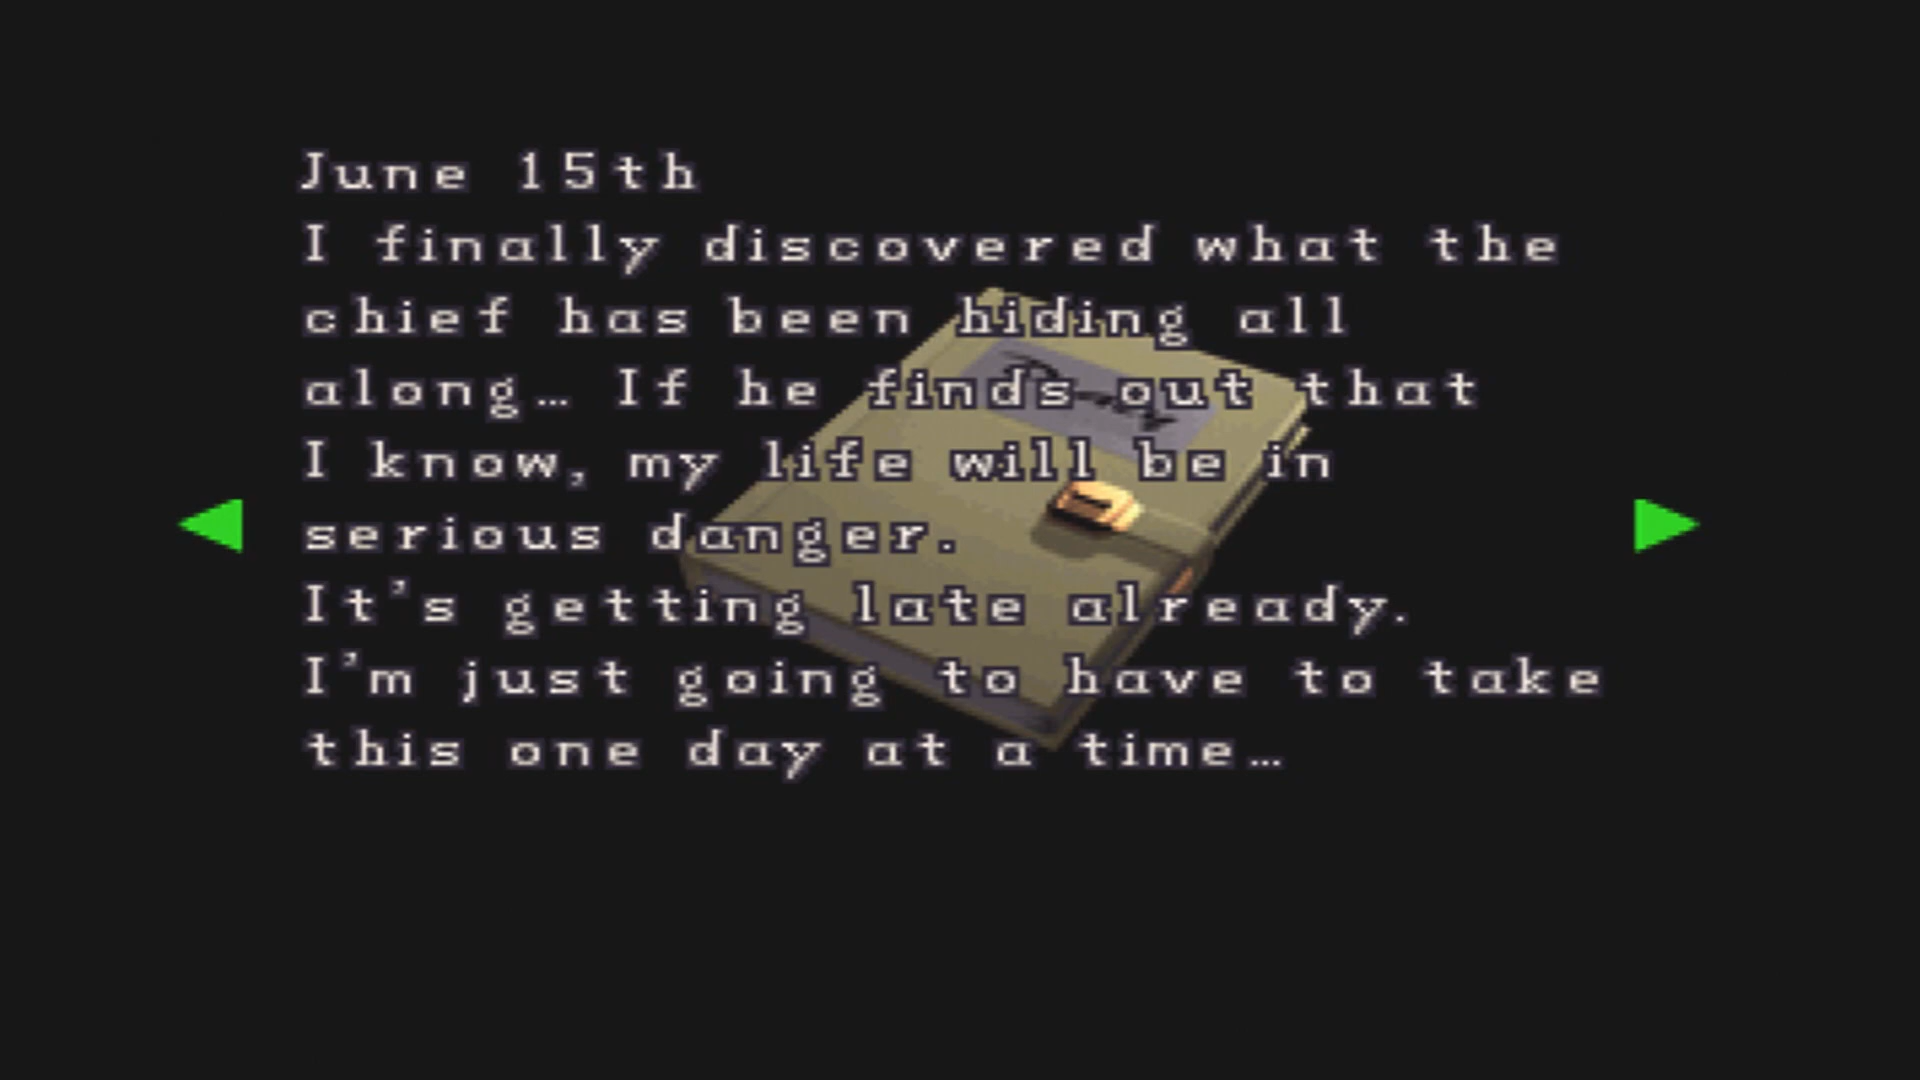 June 15th
I finally discovered what the
chief has been hiding all
along… If he finds out that
I know, my life will be in
serious danger.
It's getting late already.
I'm just going to have to take
this one day at a time…
Diary